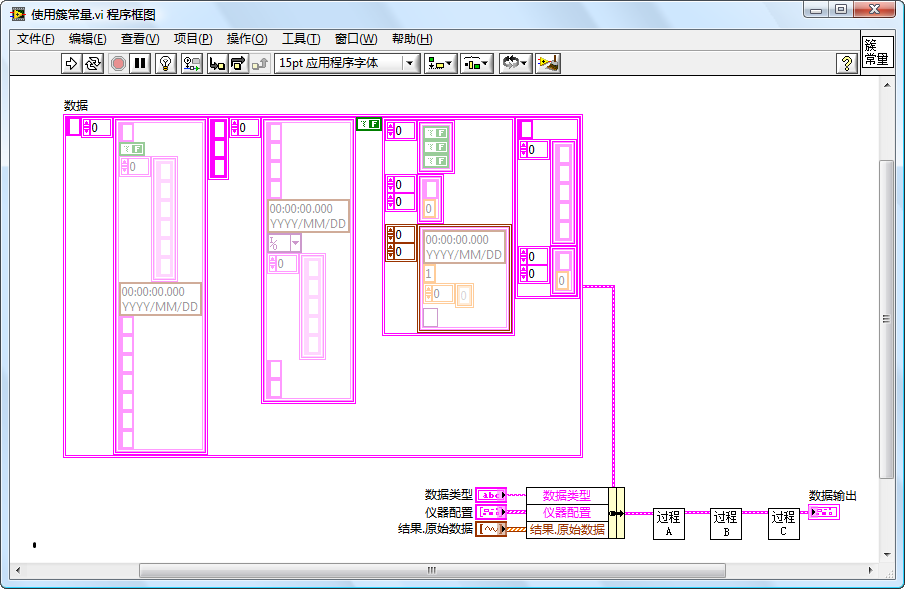 使用簇常量.vi 程序框图
文件(F) 编辑(E) 查看(V) 项目(P) 操作(O) 工具(T) 窗口(W) 帮助(H)
15pt 应用程序字体
?
簇
常量
数据
0
0
?F
0
?F
?F
?F
?F
0
0
00:00:00.000
YYYY/MM/DD
0
0
0
0
0
0
00:00:00.000
YYYY/MM/DD
0
0
0
1
0
0
0
00:00:00.000
YYYY/MM/DD
数据类型
abc
数据类型
仪器配置
仪器配置
结果.原始数据
结果.原始数据
过程
A
过程
B
过程
C
数据输出